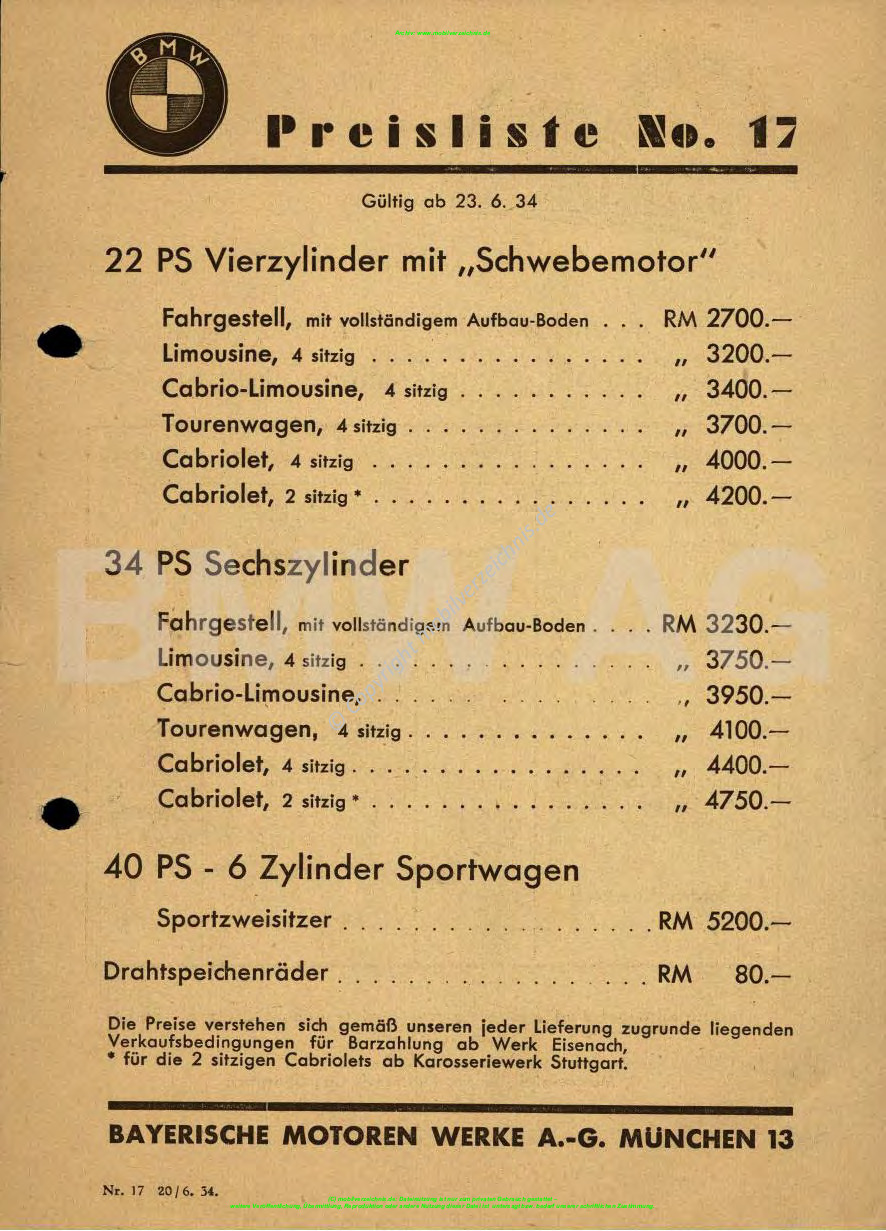 BMW
Preisliste No. 17
Gültig ab 23. 6. 34
22 PS Vierzylinder mit „Schwebemotor"
Fahrgestell, mit vollständigem Aufbau-Boden . . . RM 2700.—
Limousine, 4 sitzig . . . . . . . . . . . . . . . . „ 3200.—
Cabrio-Limousine, 4 sitzig . . . . . . . . . . . „ 3400.—
Tourenwagen, 4 sitzig . . . . . . . . . . . . . . „ 3700.—
Cabriolet, 4 sitzig . . . . . . . . . . . . . . . . „ 4000.—
Cabriolet, 2 sitzig * . . . . . . . . . . . . . . . . „ 4200.—
34 PS Sechszylinder
Fahrgestell, mit vollständigem Aufbau-Boden . . . . RM 3230.—
Limousine, 4 sitzig . . . . . . . . . . . . . . . . . „ 3750.—
Cabrio-Limousine, . . . . . . . . . . . . . . . „ 3950.—
Tourenwagen, 4 sitzig . . . . . . . . . . . . . . „ 4100.—
Cabriolet, 4 sitzig . . . . . . . . . . . . . . . . . „ 4400.—
Cabriolet, 2 sitzig * . . . . . . . . . . . . . . . . „ 4750.—
BMW AG
40 PS - 6 Zylinder Sportwagen
Sportzweisitzer . . . . . . . . . . . . . . . . . . RM 5200.—
Drahtspeichenräder . . . . . . . . . . . . . . . . . . RM 80.—
Die Preise verstehen sich gemäß unseren jeder Lieferung zugrunde liegenden
Verkaufsbedingungen für Barzahlung ab Werk Eisenach,
* für die 2 sitzigen Cabriolets ab Karosseriewerk Stuttgart.
BAYERISCHE MOTOREN WERKE A.-G. MÜNCHEN 13
Nr. 17 20/6. 34.